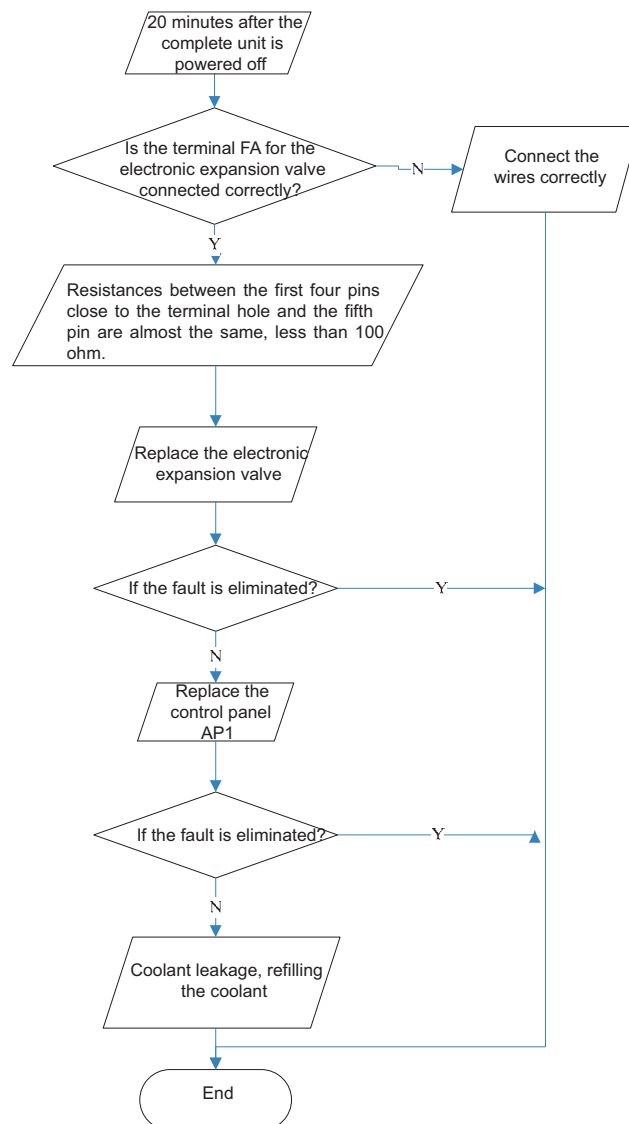 20 minutes after the
complete unit is
powered off
Is the terminal FA for the
electronic expansion valve
connected correctly?
N
Connect the
wires correctly
Y
Resistances between the first four pins
close to the terminal hole and the fifth
pin are almost the same, less than 100
ohm.
Replace the electronic
expansion valve
If the fault is eliminated?
Y
N
Replace the
control panel
AP1
If the fault is eliminated?
Y
N
Coolant leakage, refilling
the coolant
End